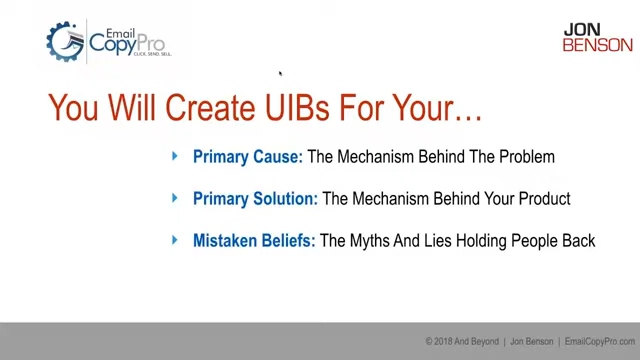 Email
CopyPro
CLICK. SEND. SELL.
JON
BENSON
You Will Create UIBs For Your…
Primary Cause: The Mechanism Behind The Problem
Primary Solution: The Mechanism Behind Your Product
Mistaken Beliefs: The Myths And Lies Holding People Back
© 2018 And Beyond | Jon Benson | EmailCopyPro.com